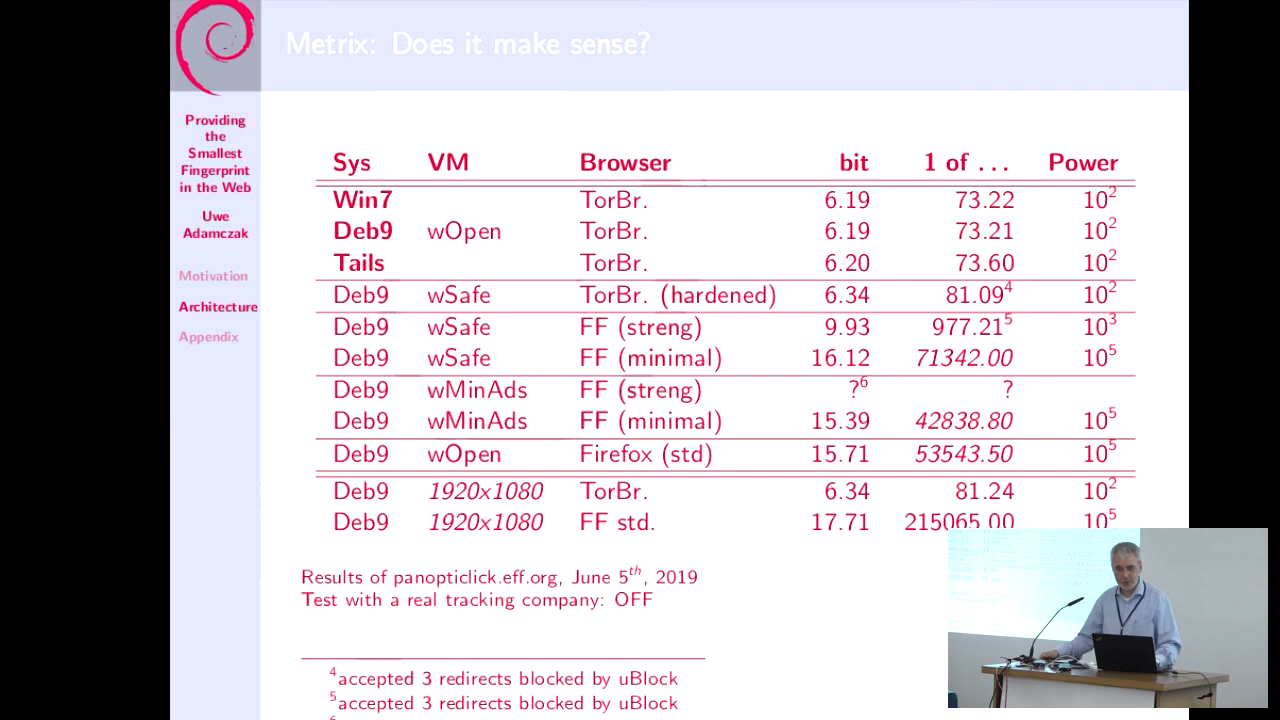 Metrix: Does it make sense?
Providing
the
Smallest
Fingerprint
in the Web
Uwe
Adamczak
Motivation
Architecture
Appendix
Sys VM Browser bit 1 of . . . Power
Win7 TorBr. 6.19 73.22 10²
Deb9 wOpen TorBr. 6.19 73.21 10²
Tails TorBr. 6.20 73.60 10²
Deb9 wSafe TorBr. (hardened) 6.34 81.09⁴ 10²
Deb9 wSafe FF (streng) 9.93 977.21⁵ 10³
Deb9 wSafe FF (minimal) 16.12 71342.00 10⁵
Deb9 wMinAds FF (streng) ?⁶ ?
Deb9 wMinAds FF (minimal) 15.39 42838.80 10⁵
Deb9 wOpen Firefox (std) 15.71 53543.50 10⁵
Deb9 1920x1080 TorBr. 6.34 81.24 10²
Deb9 1920x1080 FF std. 17.71 215065.00 10⁵
Results of panopticlick.eff.org, June 5th, 2019
Test with a real tracking company: OFF
⁴accepted 3 redirects blocked by uBlock
⁵accepted 3 redirects blocked by uBlock